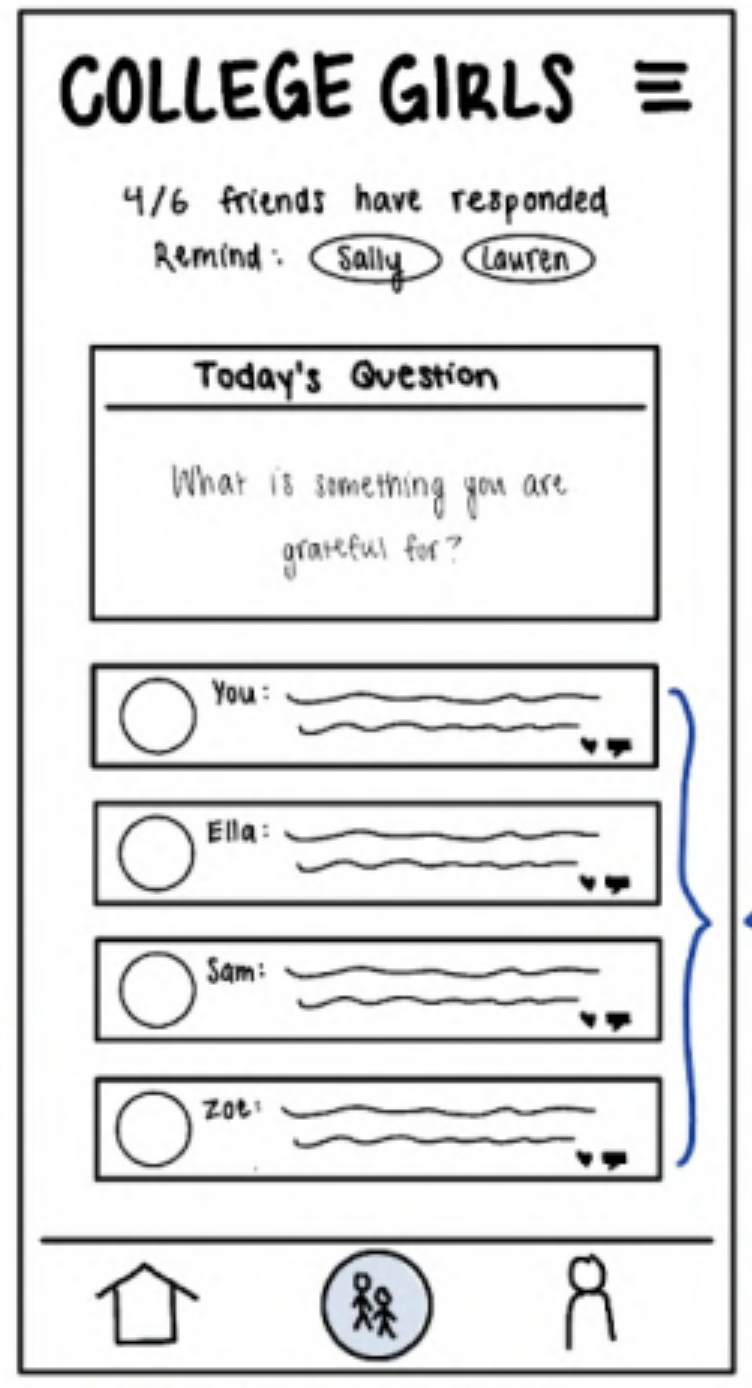 COLLEGE GIRLS
4/6 friends have responded
Remind: Sally Lauren
Today's Question
What is something you are
grateful for?
You:
Ella:
Sam:
Zoe: